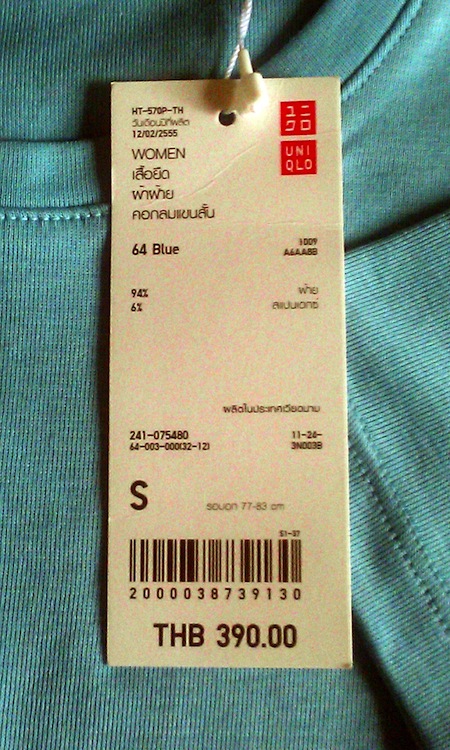 HT-570P-TH
วันเดือนปีที่ผลิต
12/02/2555
ユニ
クロ
UNI
QLO
WOMEN
เสื้อยืด
ผ้าฝ้าย
คอกลมแขนสั้น
64 Blue
1009
A6AA8B
94% ฝ้าย
6% สแปนเดกซ์
ผลิตในประเทศเวียดนาม
241-075480 11-24-
64-003-000(32-12) 3N003B
S รอบอก 77-83 cm
S1-37
2000038739130
THB 390.00